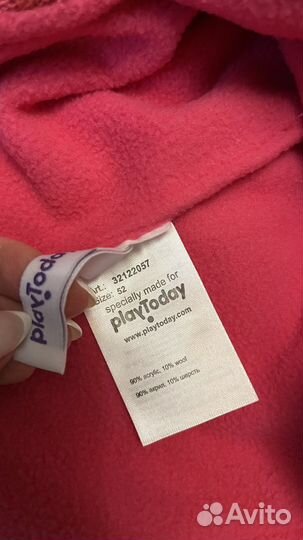 playToday
Art.: 32122057
Size: 52
specially made for
playToday
www.playtoday.com
90% acrylic, 10% wool
90% акрил, 10% шерсть
Avito